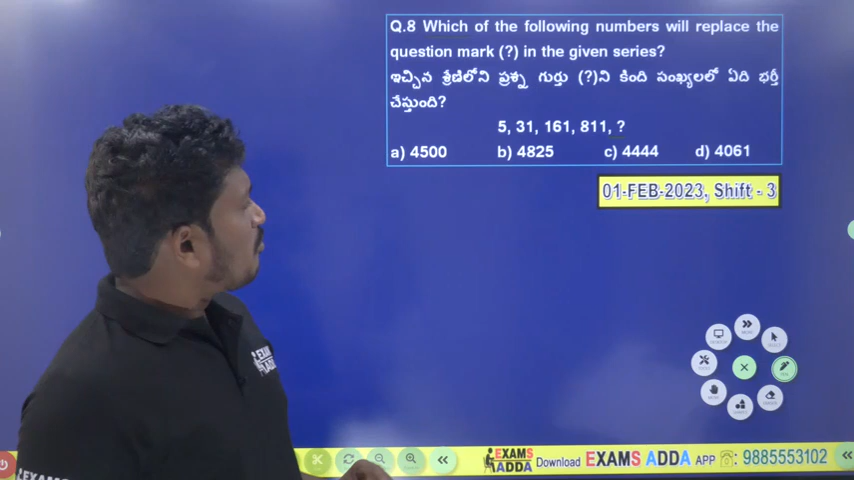 Q.8 Which of the following numbers will replace the
question mark (?) in the given series?
ఇచ్చిన శ్రేణిలోని ప్రశ్న గుర్తు (?)ని కింది సంఖ్యలలో ఏది భర్తీ
చేస్తుంది?
5, 31, 161, 811, ?
a) 4500 b) 4825 c) 4444 d) 4061
01-FEB-2023, Shift - 3
EXAMS ADDA
EXAMS ADDA Download EXAMS ADDA APP : 9885553102